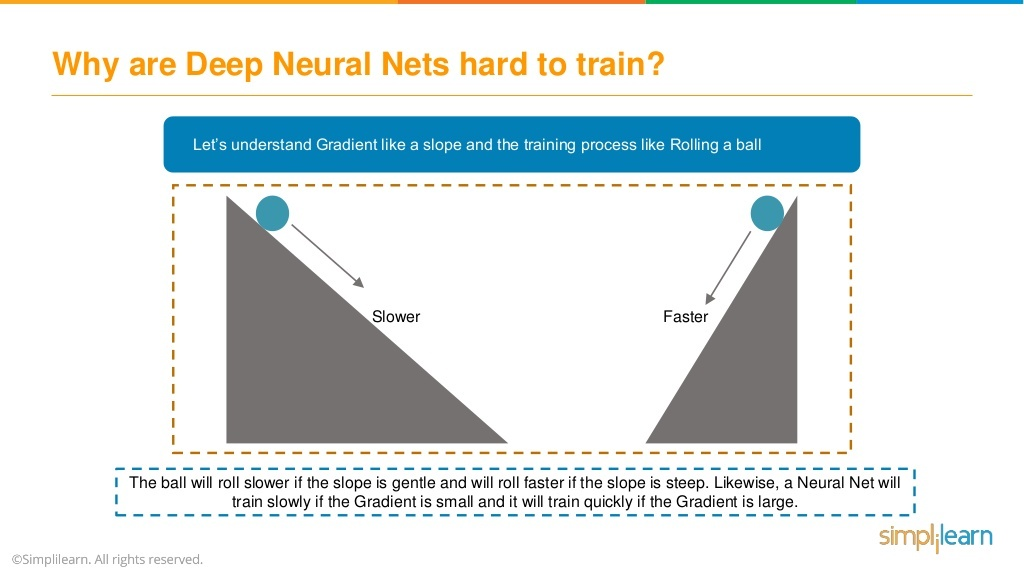 Why are Deep Neural Nets hard to train?
Let's understand Gradient like a slope and the training process like Rolling a ball
Slower
Faster
The ball will roll slower if the slope is gentle and will roll faster if the slope is steep. Likewise, a Neural Net will
train slowly if the Gradient is small and it will train quickly if the Gradient is large.
simplilearn
©Simplilearn. All rights reserved.